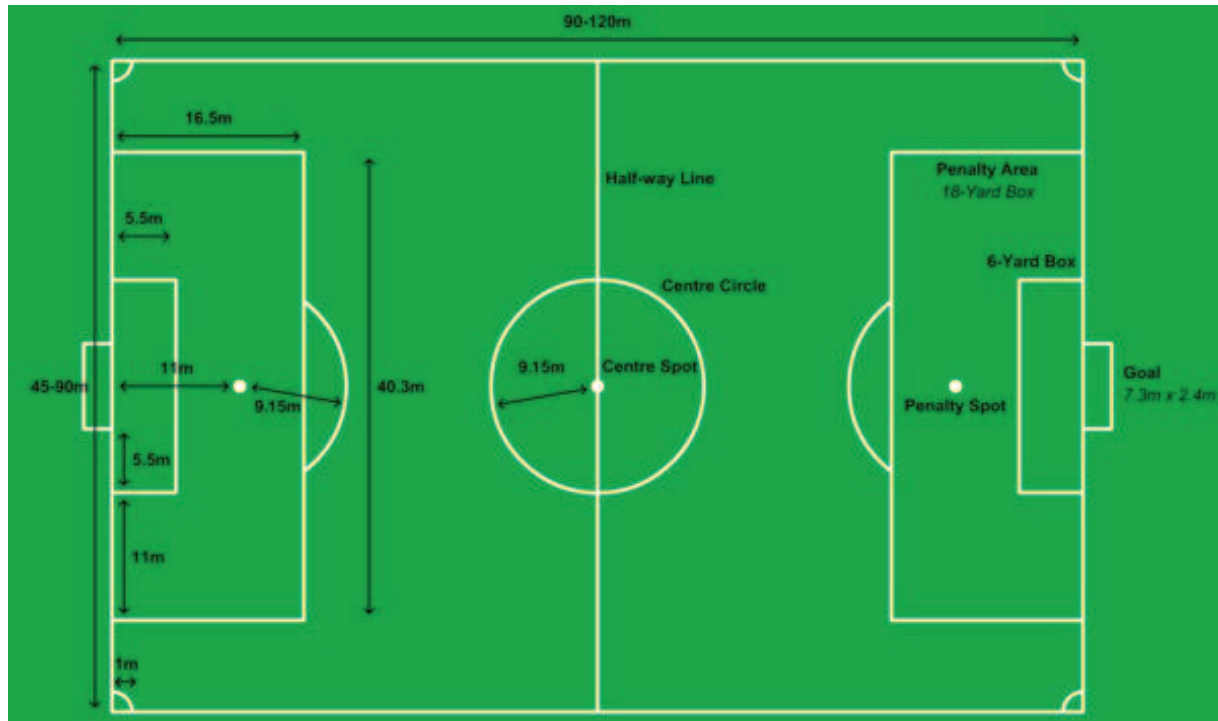 90-120m
16.5m
Half-way Line
Penalty Area
18-Yard Box
5.5m
6-Yard Box
Centre Circle
45-90m
11m
9.15m
40.3m
9.15m
Centre Spot
Penalty Spot
Goal
7.3m x 2.4m
5.5m
11m
1m